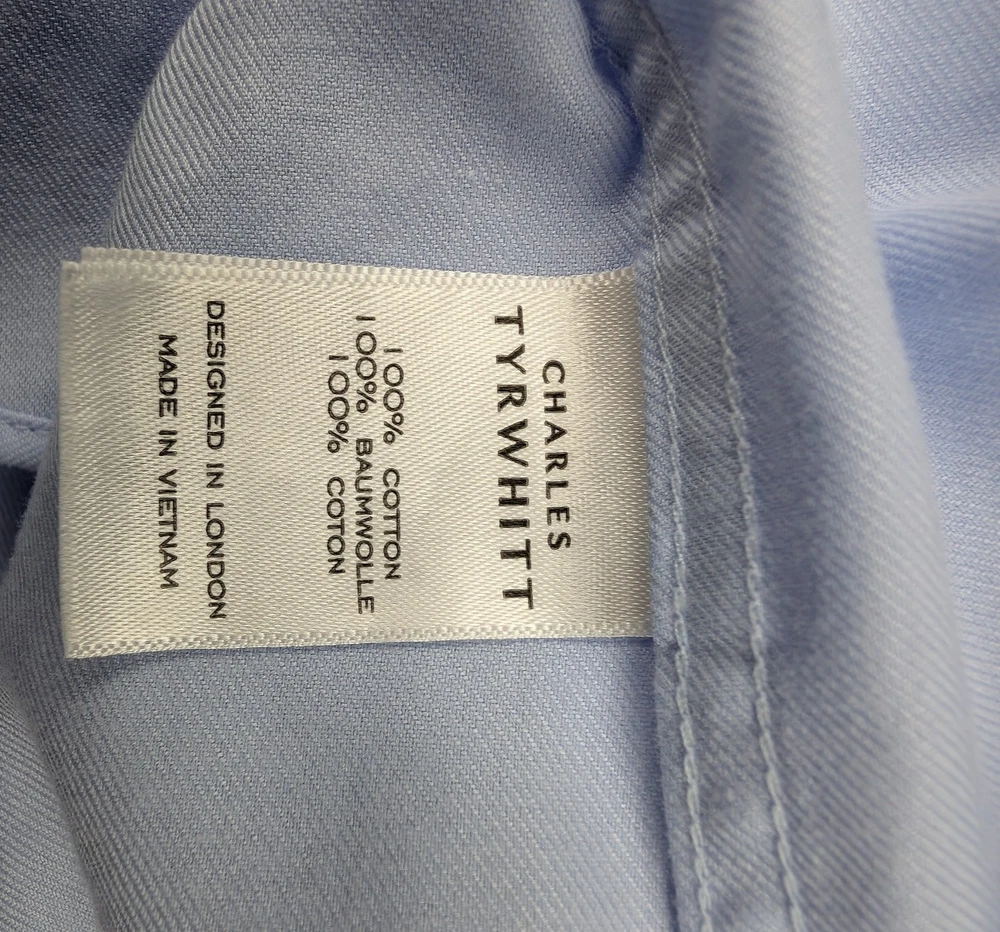 CHARLES
TYRWHITT
100% COTTON
100% BAUMWOLLE
100% COTON
DESIGNED IN LONDON
MADE IN VIETNAM